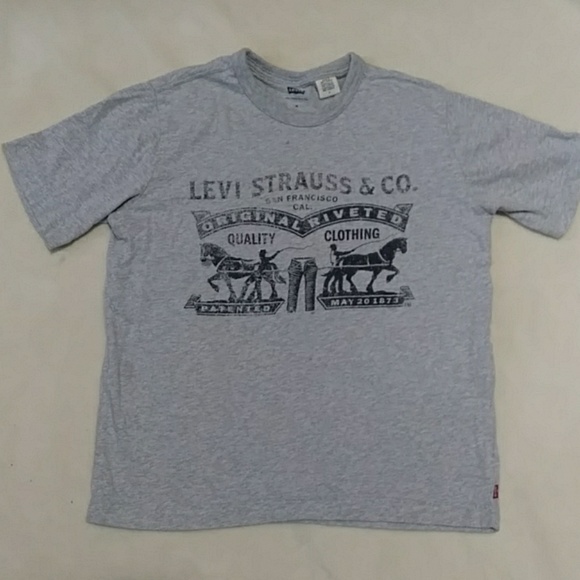 LEVI STRAUSS & CO.
SAN FRANCISCO
CAL.
ORIGINAL RIVETED
QUALITY CLOTHING
PATENTED MAY 20 1873